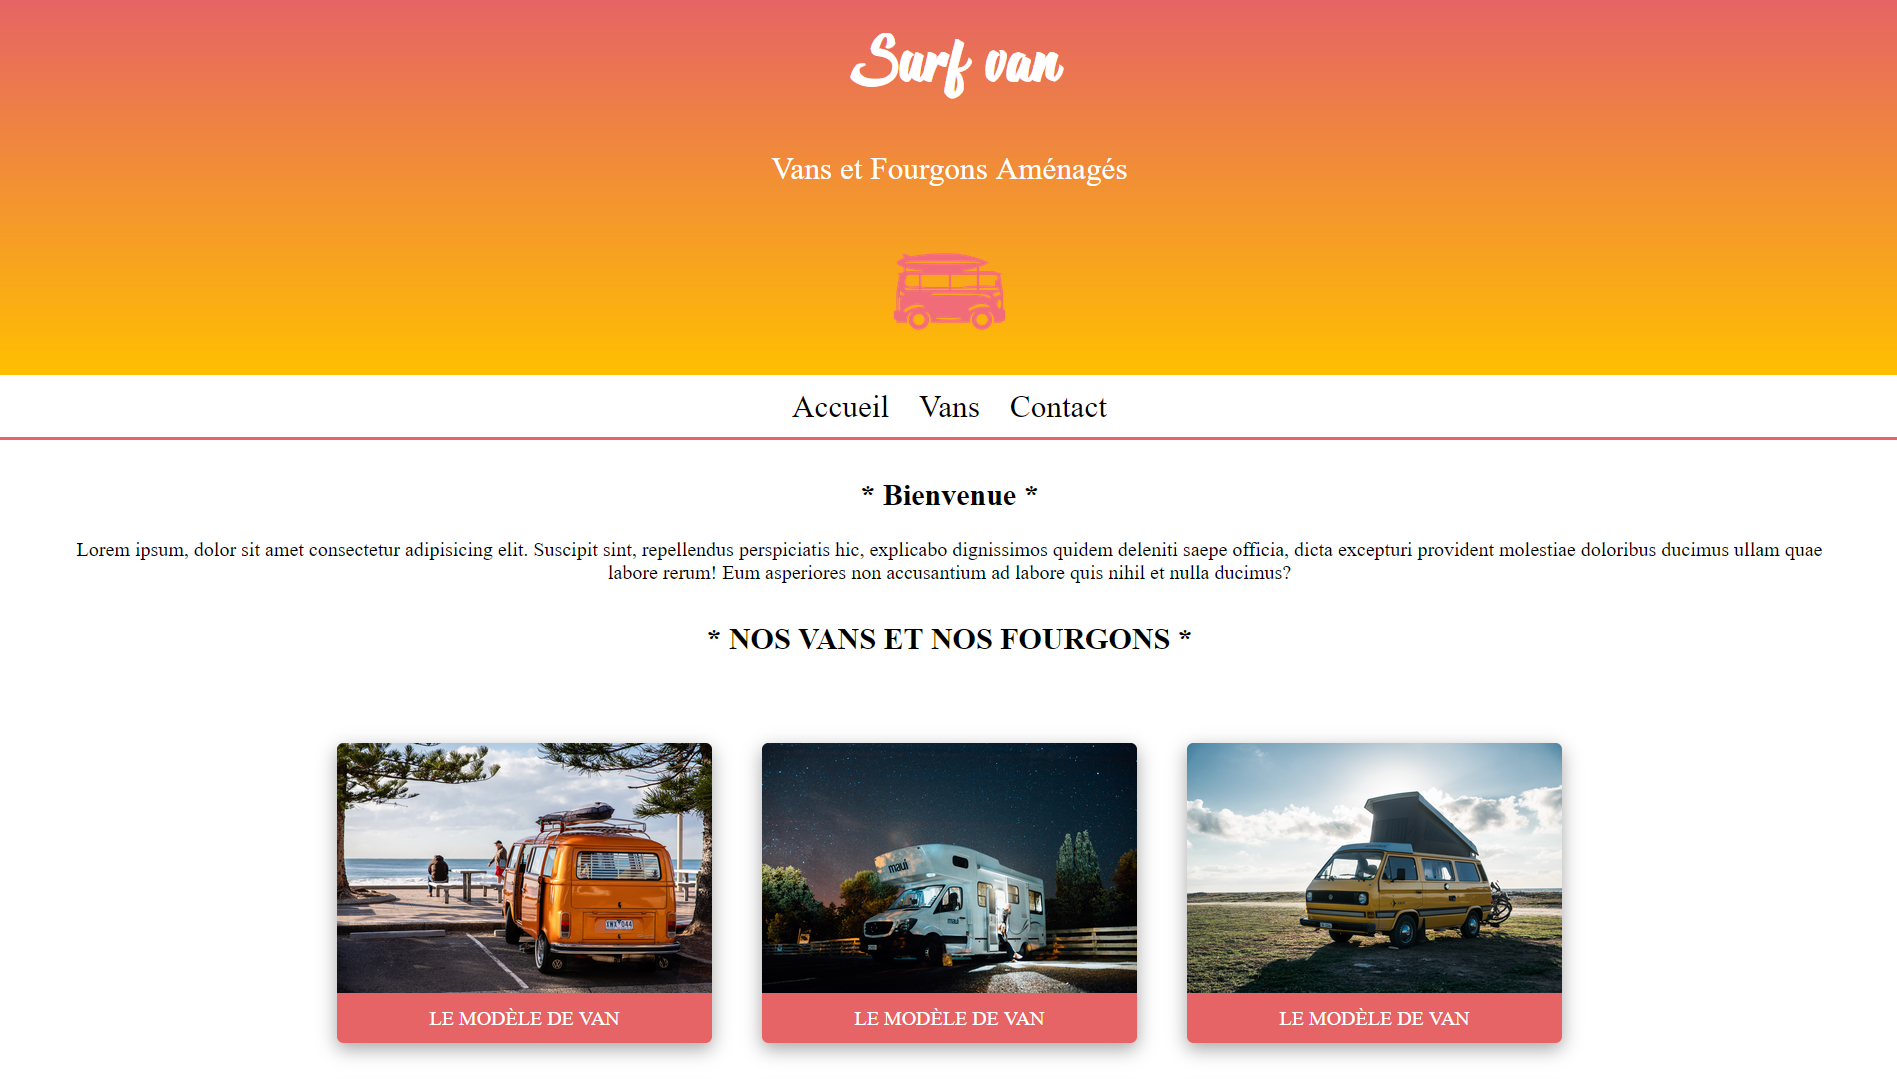 Surf van
Vans et Fourgons Aménagés
Accueil Vans Contact
* Bienvenue *
Lorem ipsum, dolor sit amet consectetur adipisicing elit. Suscipit sint, repellendus perspiciatis hic, explicabo dignissimos quidem deleniti saepe officia, dicta excepturi provident molestiae doloribus ducimus ullam quae
labore rerum! Eum asperiores non accusantium ad labore quis nihil et nulla ducimus?
* NOS VANS ET NOS FOURGONS *
maui
maui
LE MODÈLE DE VAN LE MODÈLE DE VAN LE MODÈLE DE VAN